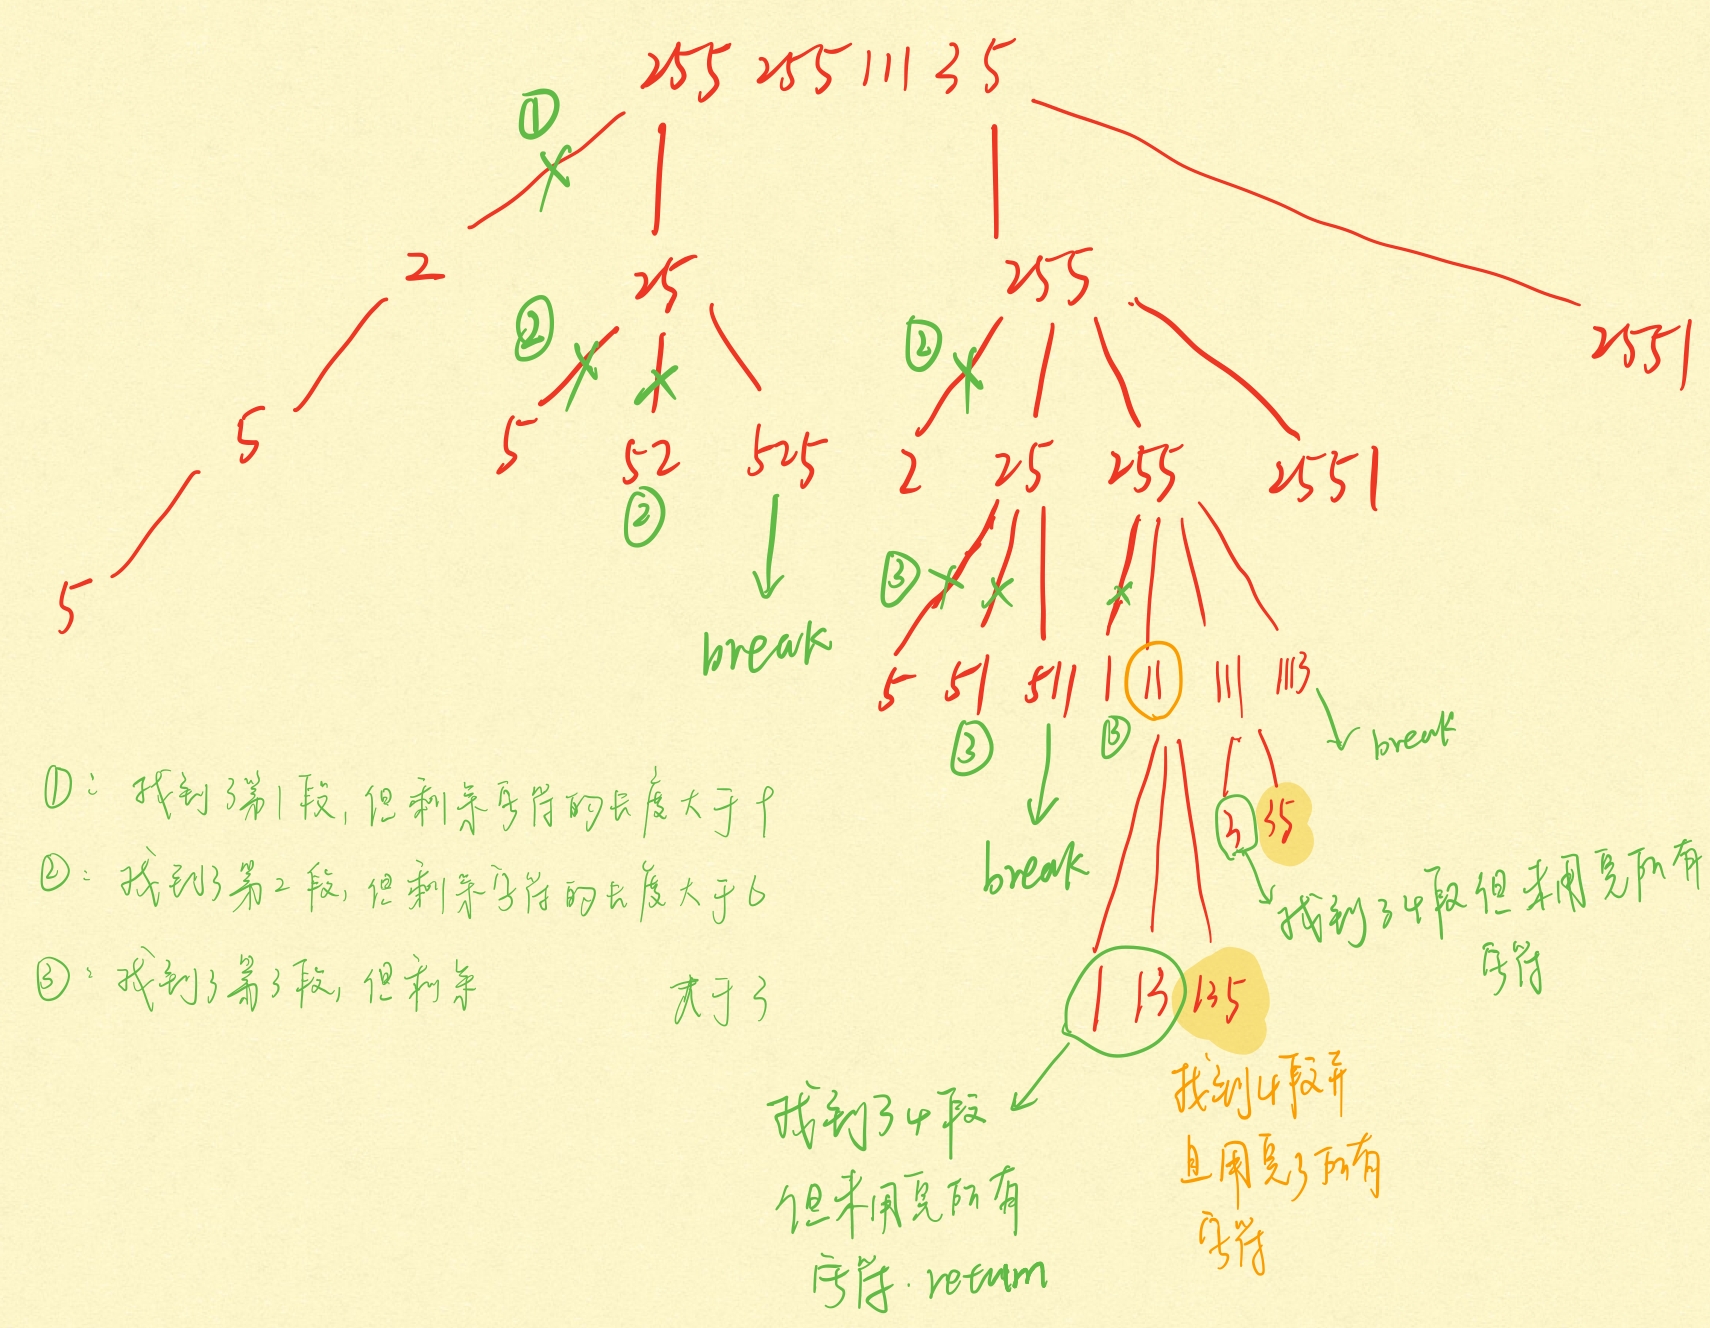 255 255 111 3 5
①
2
25
255
2551
②
②
5
5
52
525
2
25
255
2551
②
5
③
break
5
51
511
1
11
111
1113
③
③
break
break
3
35
①: 找到了第1段,但剩余字符的长度大于9
②: 找到了第2段,但剩余字符的长度大于6
③: 找到了第3段,但剩余 大于3
找到了4段但未用完所有
字符
1 13 135
找到了4段
但未用完所有
字符. return
找到4段并
且用完了所有
字符